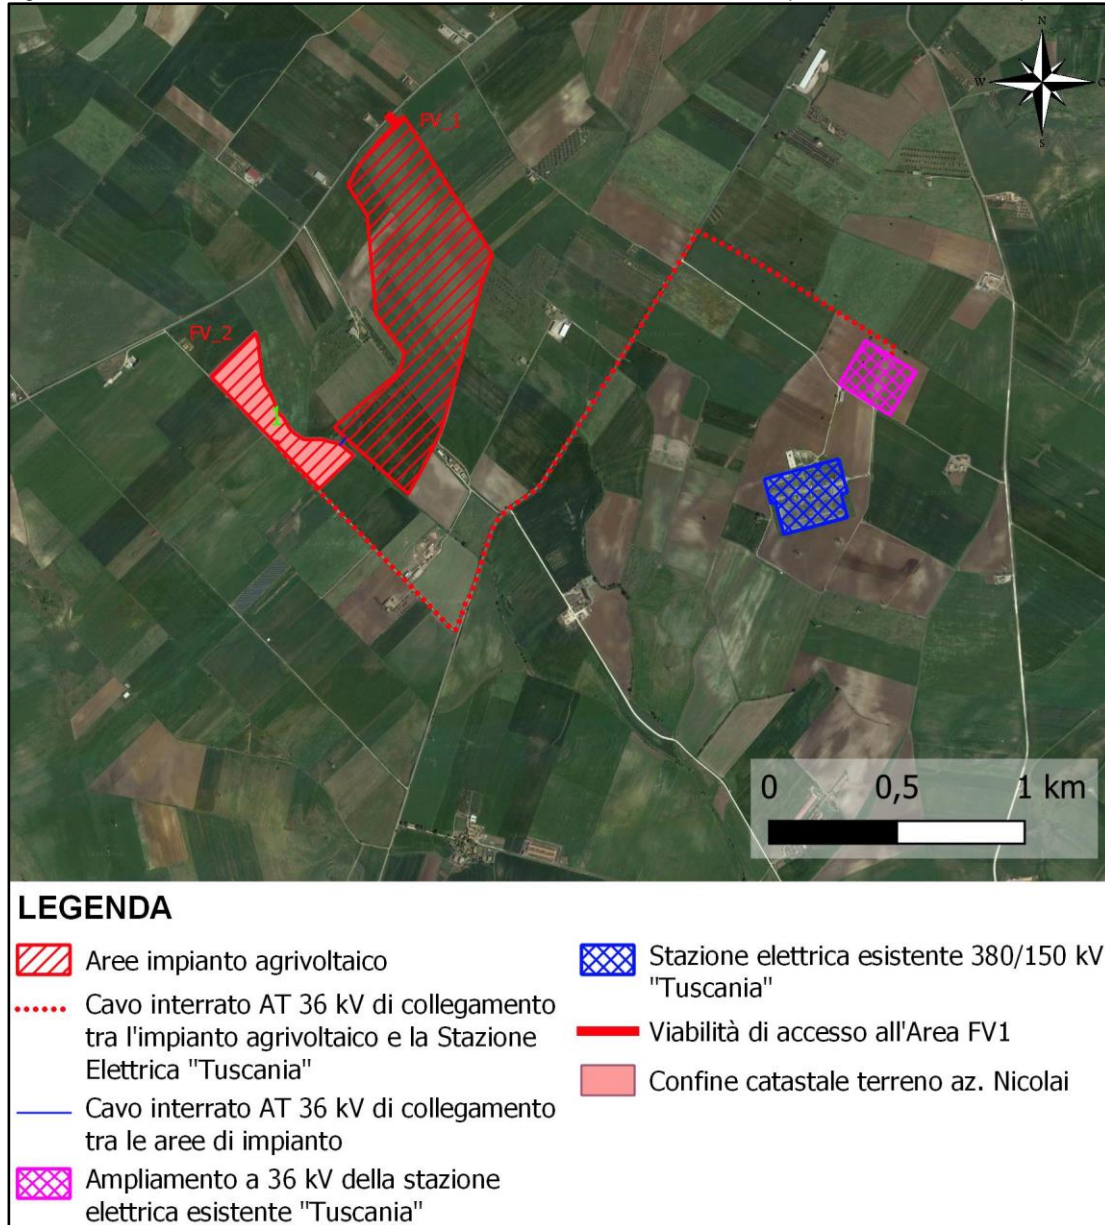 N
W
S
FV_1
FV_2
0 0,5 1 km
LEGENDA
Aree impianto agrivoltaico
Cavo interrato AT 36 kV di collegamento
tra l'impianto agrivoltaico e la Stazione
Elettrica "Tuscania"
Cavo interrato AT 36 kV di collegamento
tra le aree di impianto
Ampliamento a 36 kV della stazione
elettrica esistente "Tuscania"
Stazione elettrica esistente 380/150 kV
"Tuscania"
Viabilità di accesso all'Area FV1
Confine catastale terreno az. Nicolai